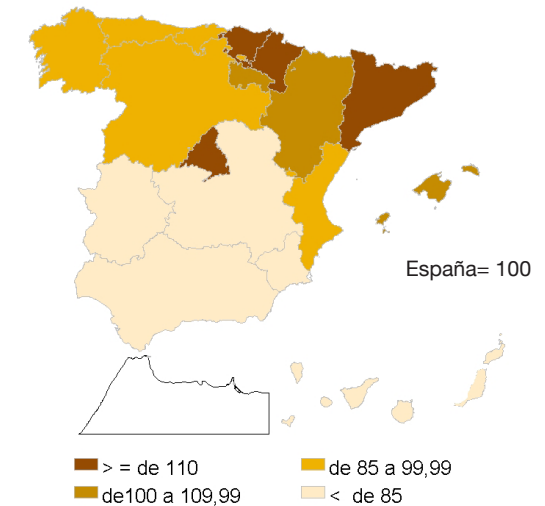 España= 100
> = de 110
de 85 a 99,99
de100 a 109,99
< de 85